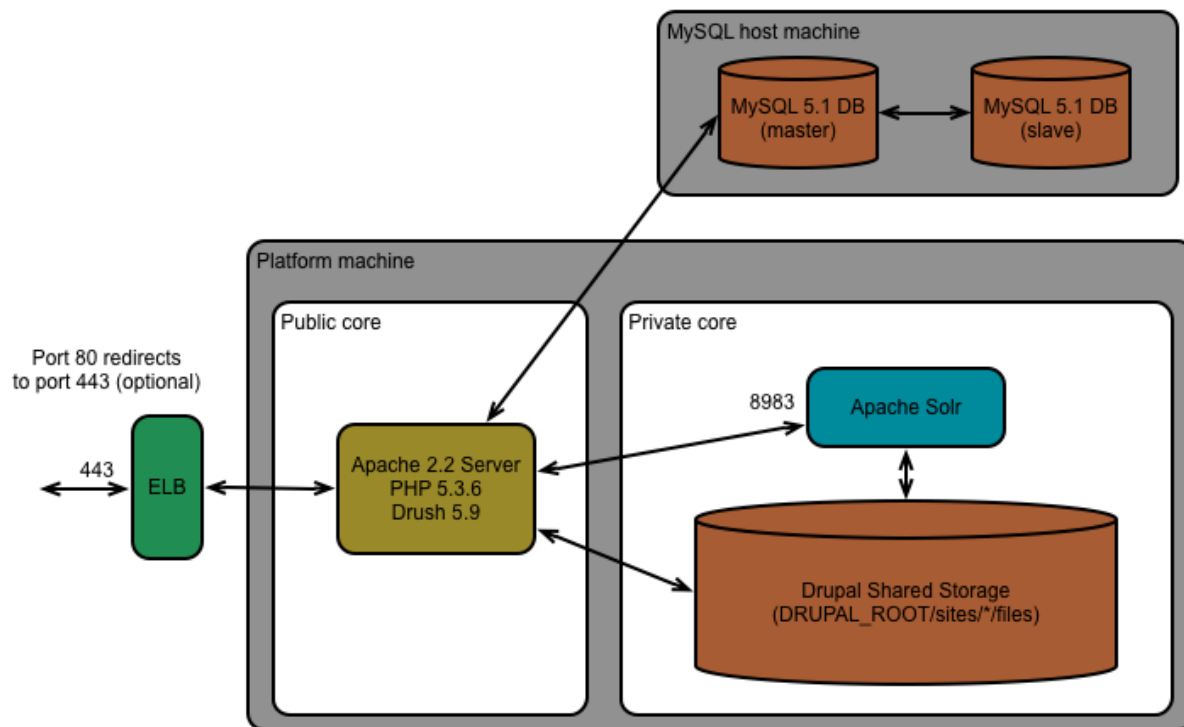 MySQL host machine
MySQL 5.1 DB
(master)
MySQL 5.1 DB
(slave)
Platform machine
Public core
Private core
Port 80 redirects
to port 443 (optional)
443
ELB
Apache 2.2 Server
PHP 5.3.6
Drush 5.9
8983
Apache Solr
Drupal Shared Storage
(DRUPAL_ROOT/sites/*/files)